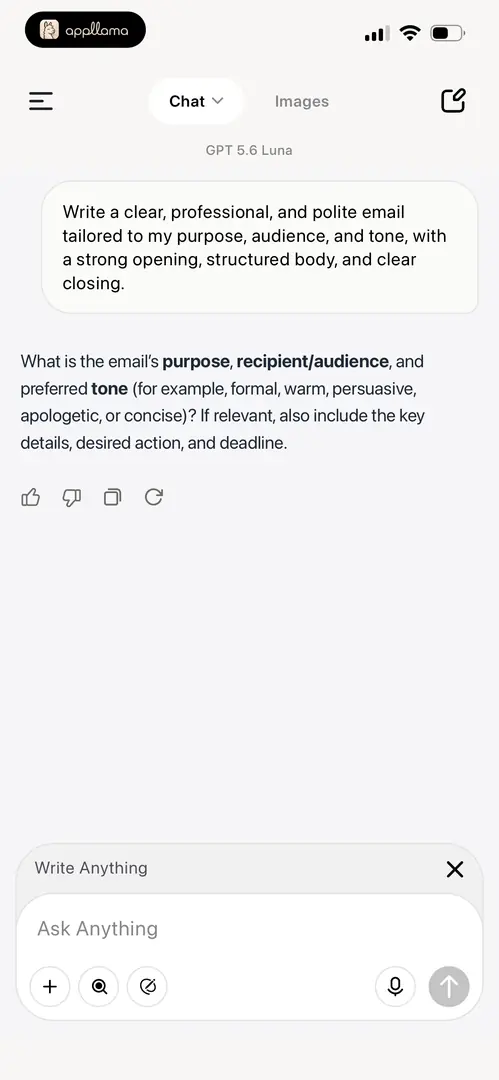 appllama
Chat
Images
GPT 5.6 Luna
Write a clear, professional, and polite email
tailored to my purpose, audience, and tone, with
a strong opening, structured body, and clear
closing.
What is the email’s purpose, recipient/audience, and
preferred tone (for example, formal, warm, persuasive,
apologetic, or concise)? If relevant, also include the key
details, desired action, and deadline.
Write Anything
Ask Anything